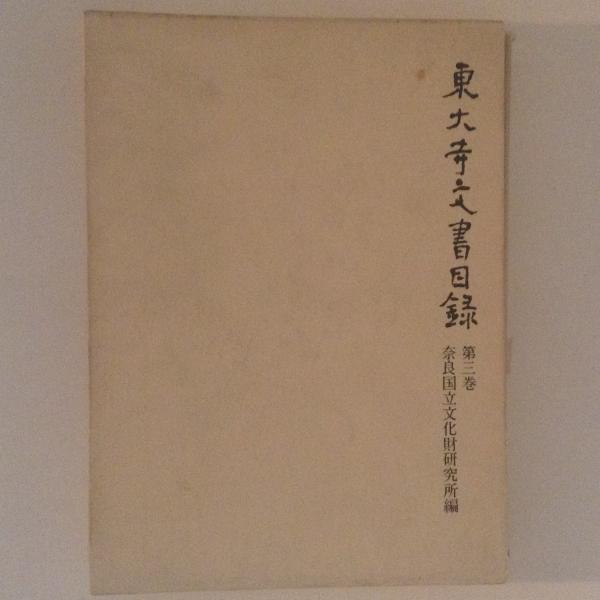 東大寺文書目録
第三巻
奈良国立文化財研究所編